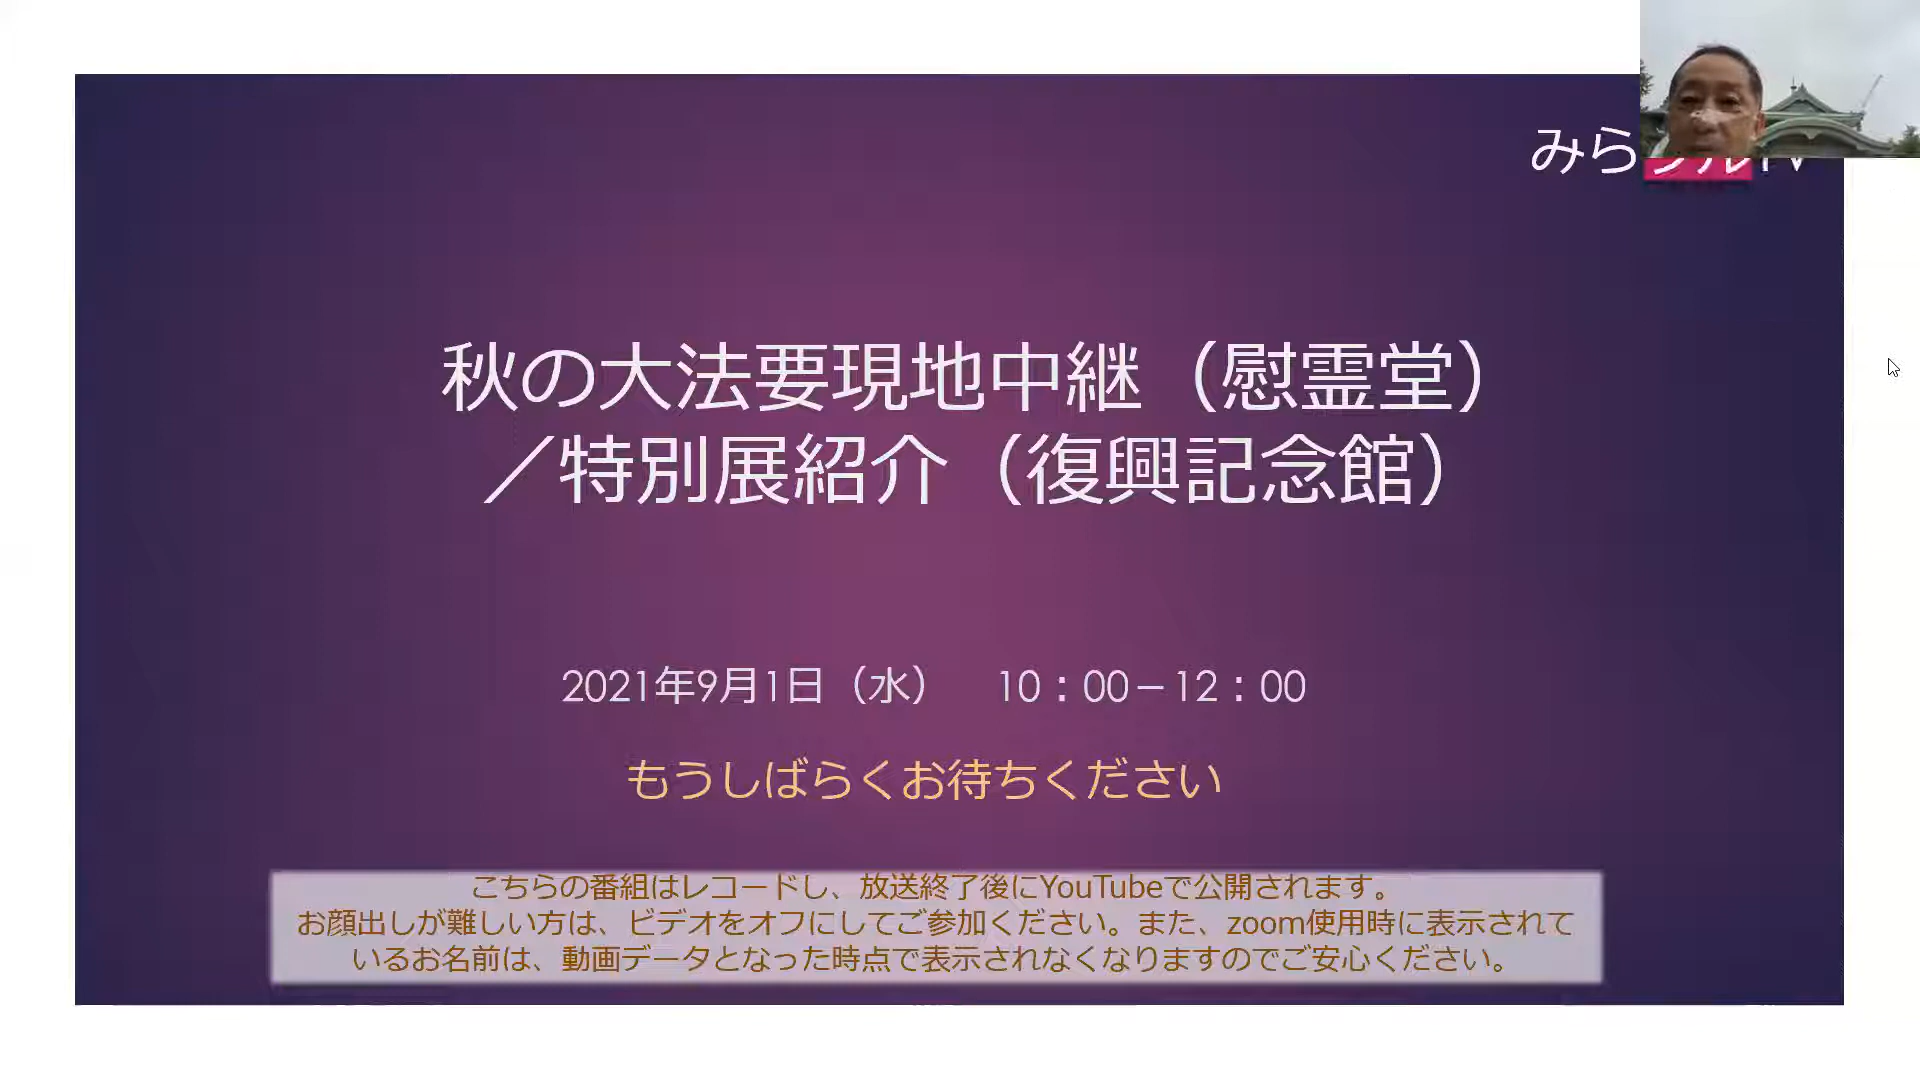 みら
秋の大法要現地中継（慰霊堂）
／特別展紹介（復興記念館）
2021年9月1日（水）　10：00－12：00
もうしばらくお待ちください
こちらの番組はレコードし、放送終了後にYouTubeで公開されます。
お顔出しが難しい方は、ビデオをオフにしてご参加ください。また、zoom使用時に表示されて
いるお名前は、動画データとなった時点で表示されなくなりますのでご安心ください。